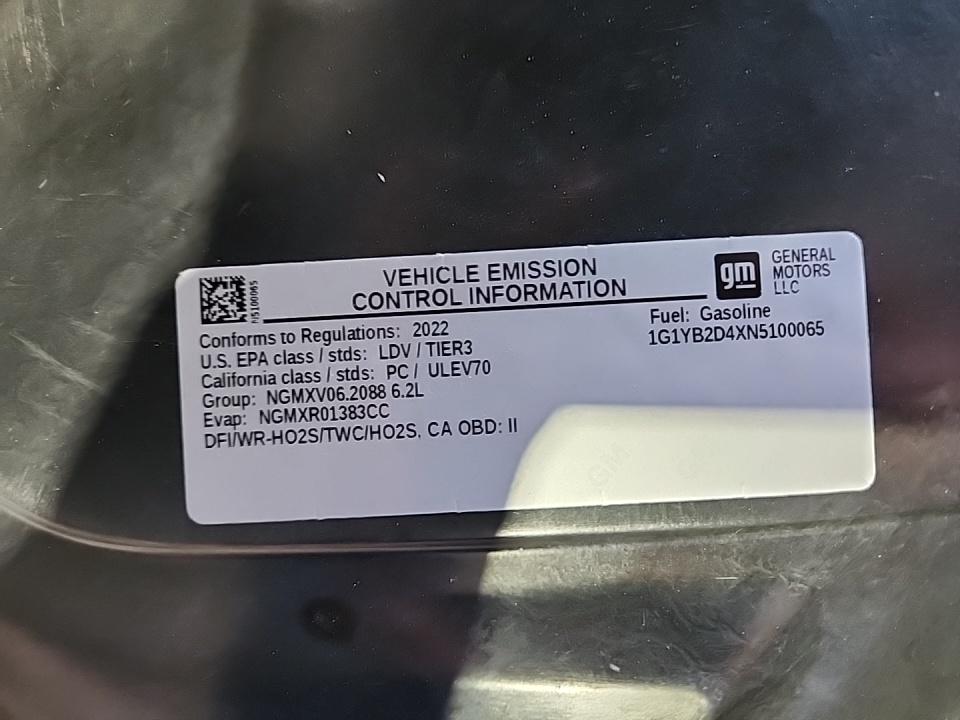 N5100065
VEHICLE EMISSION
CONTROL INFORMATION
gm
GENERAL
MOTORS
LLC
Conforms to Regulations: 2022
U.S. EPA class / stds: LDV / TIER3
California class / stds: PC / ULEV70
Group: NGMXV06.2088 6.2L
Evap: NGMXR01383CC
DFI/WR-HO2S/TWC/HO2S, CA OBD: II
Fuel: Gasoline
1G1YB2D4XN5100065